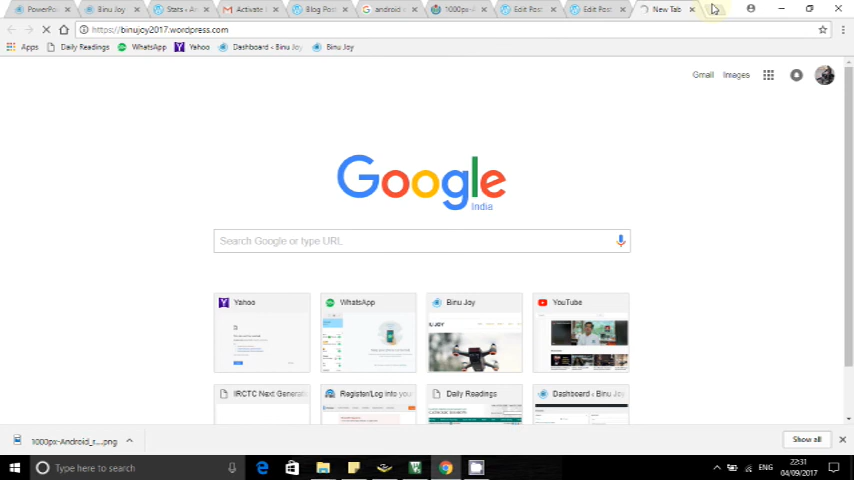 PowerPo
Binu Joy
Stats ‹ A
Activate
Blog Po
android
1000px-
Edit Pos
Edit Pos
New Tab
https://binujoy2017.wordpress.com
Apps Daily Readings WhatsApp Yahoo Dashboard ‹ Binu J Binu Joy
Gmail Images
Google
India
Search Google or type URL
Yahoo WhatsApp Binu Joy YouTube
IRCTC Next Generati Register/Log into you Daily Readings Dashboard ‹ Binu Joy
1000px-Android_r....png
Show all
Type here to search
ENG
22:31
04/09/2017